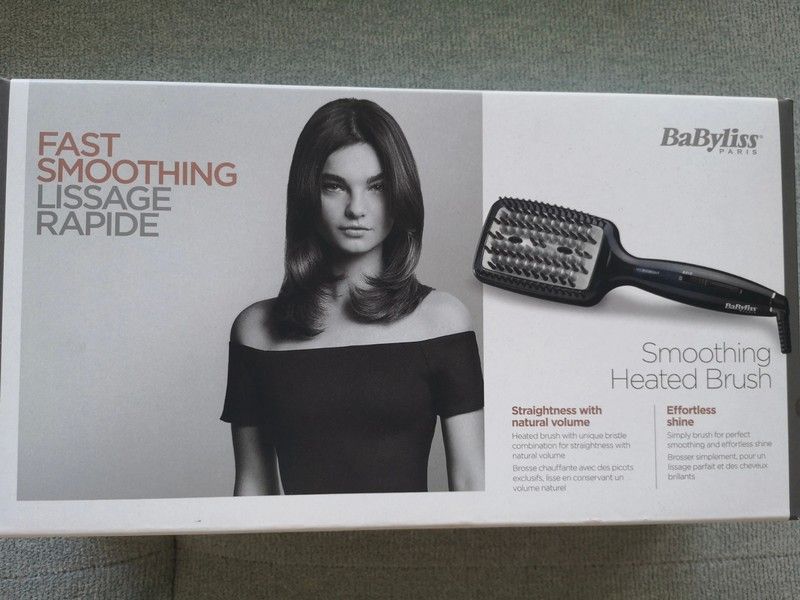 FAST
SMOOTHING
LISSAGE
RAPIDE
BaByliss®
PARIS
BaByliss
Smoothing
Heated Brush
Straightness with
natural volume
Heated brush with unique bristle
combination for straightness with
natural volume
Brosse chauffante avec des picots
exclusifs, lisse en conservant un
volume naturel
Effortless
shine
Simply brush for perfect
smoothing and effortless shine
Brosser simplement, pour un
lissage parfait et des cheveux
brillants